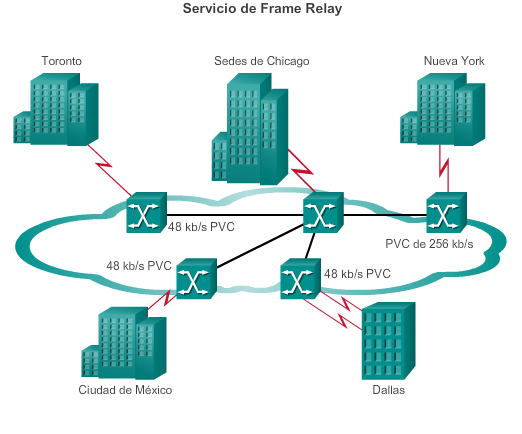 Servicio de Frame Relay
Toronto
Sedes de Chicago
Nueva York
48 kb/s PVC
PVC de 256 kb/s
48 kb/s PVC
48 kb/s PVC
Ciudad de México
Dallas